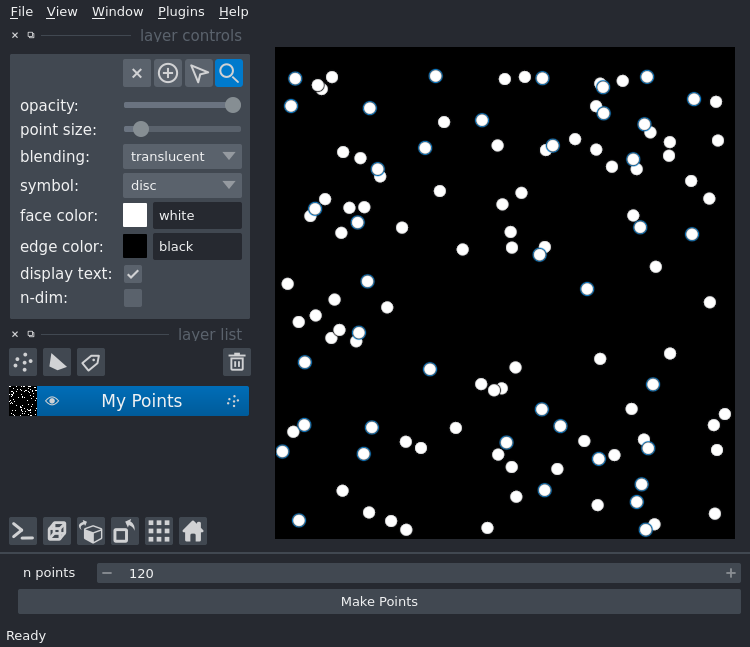 File View Window Plugins Help
layer controls
opacity:
point size:
blending: translucent
symbol: disc
face color: white
edge color: black
display text:
n-dim:
layer list
My Points
n points 120
Make Points
Ready